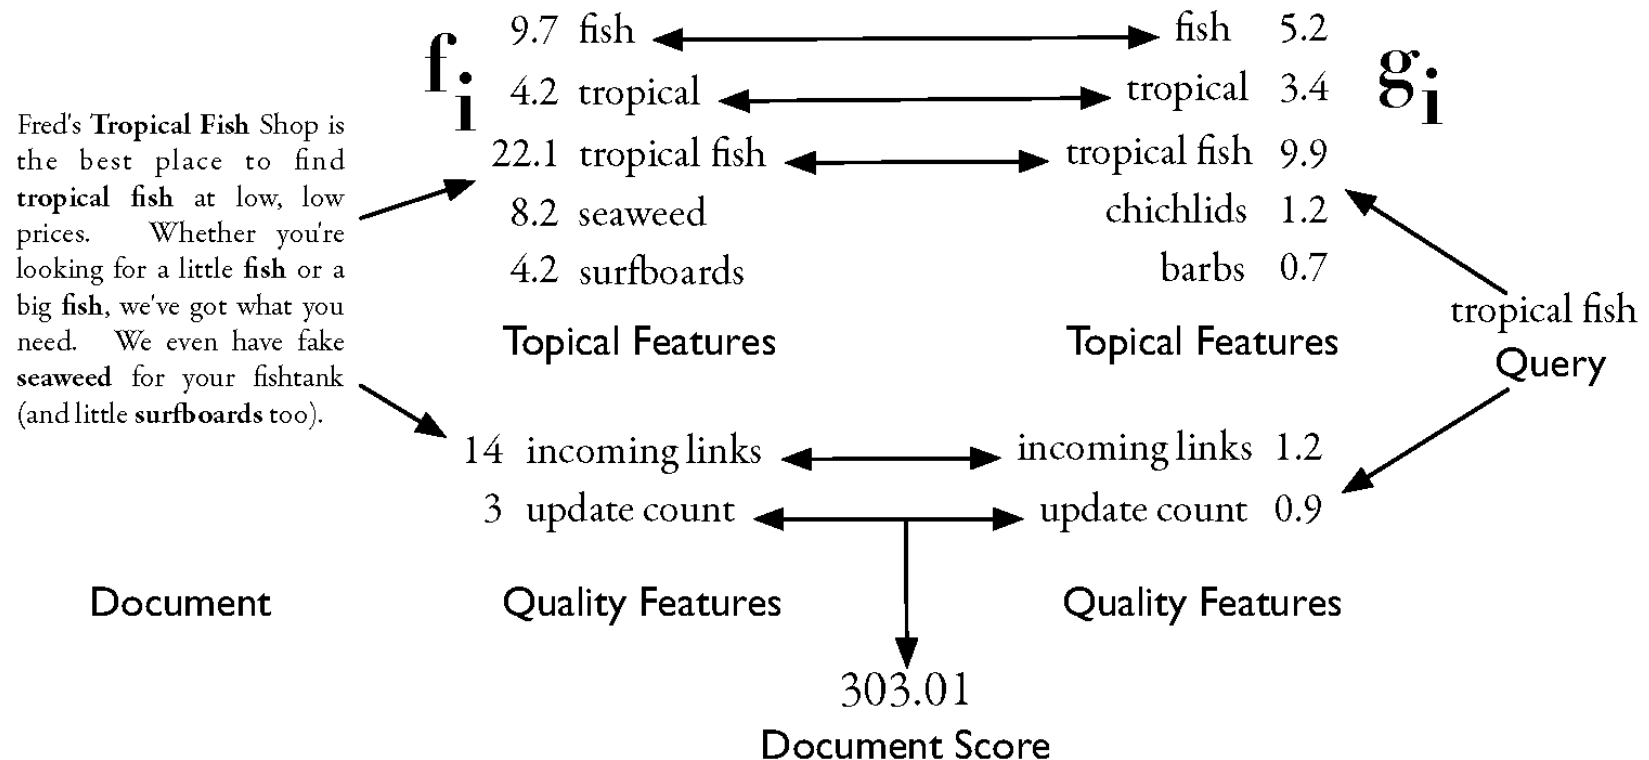 fi
9.7 fish
fish 5.2
gi
4.2 tropical
tropical 3.4
22.1 tropical fish
tropical fish 9.9
8.2 seaweed
chichlids 1.2
4.2 surfboards
barbs 0.7
Topical Features
Topical Features
Fred's Tropical Fish Shop is
the best place to find
tropical fish at low, low
prices. Whether you're
looking for a little fish or a
big fish, we've got what you
need. We even have fake
seaweed for your fishtank
(and little surfboards too).
tropical fish
Query
14 incoming links
incoming links 1.2
3 update count
update count 0.9
Document
Quality Features
Quality Features
303.01
Document Score